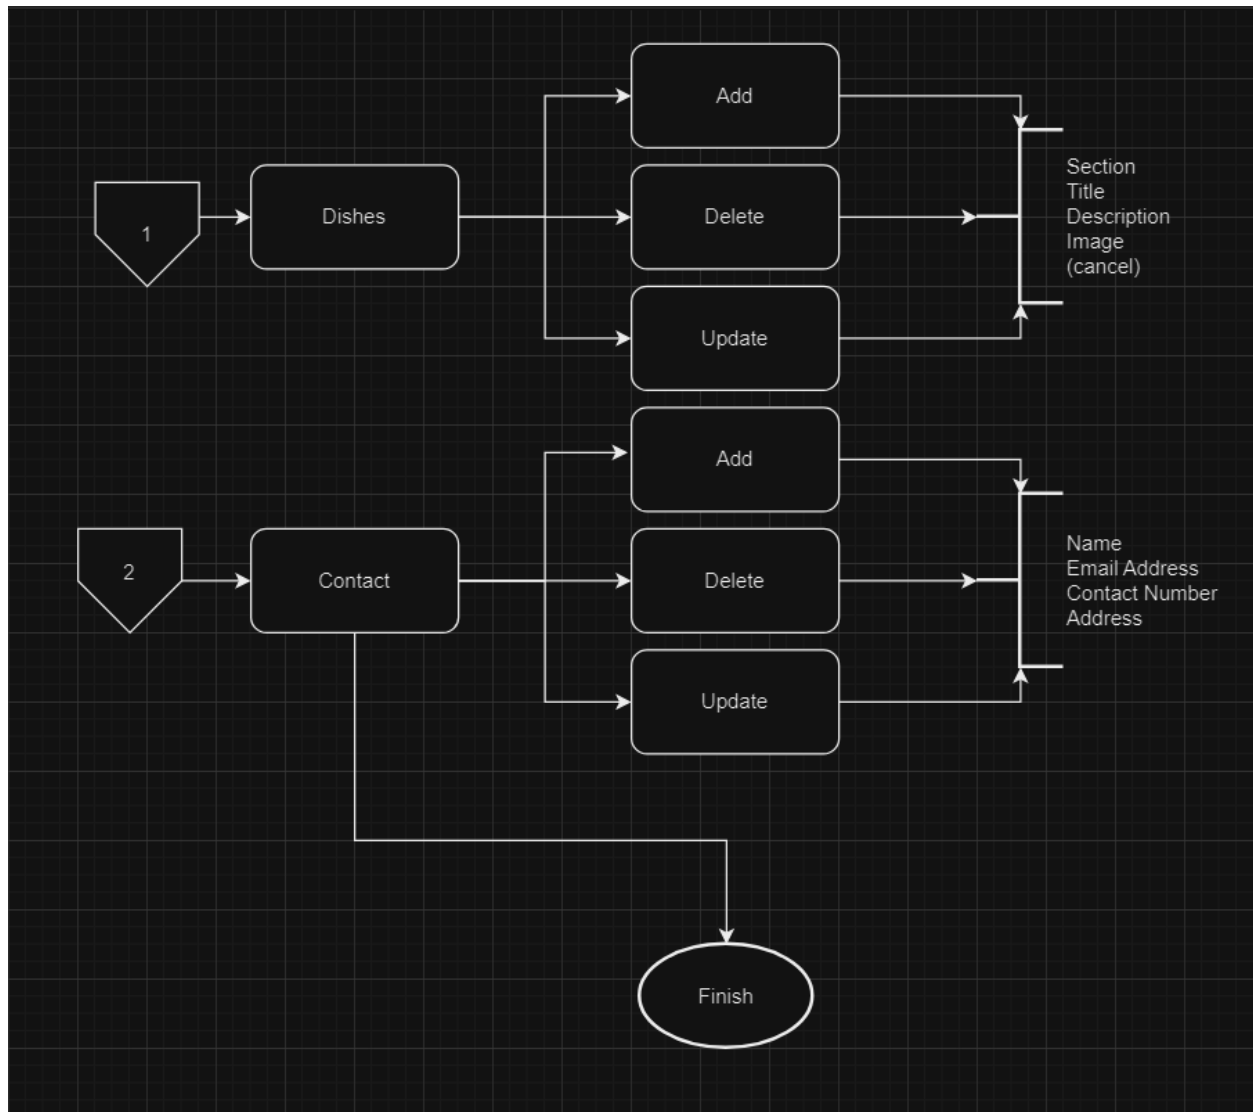 Add
1
Dishes
Delete
Section
Title
Description
Image
(cancel)
Update
Add
2
Contact
Delete
Name
Email Address
Contact Number
Address
Update
Finish